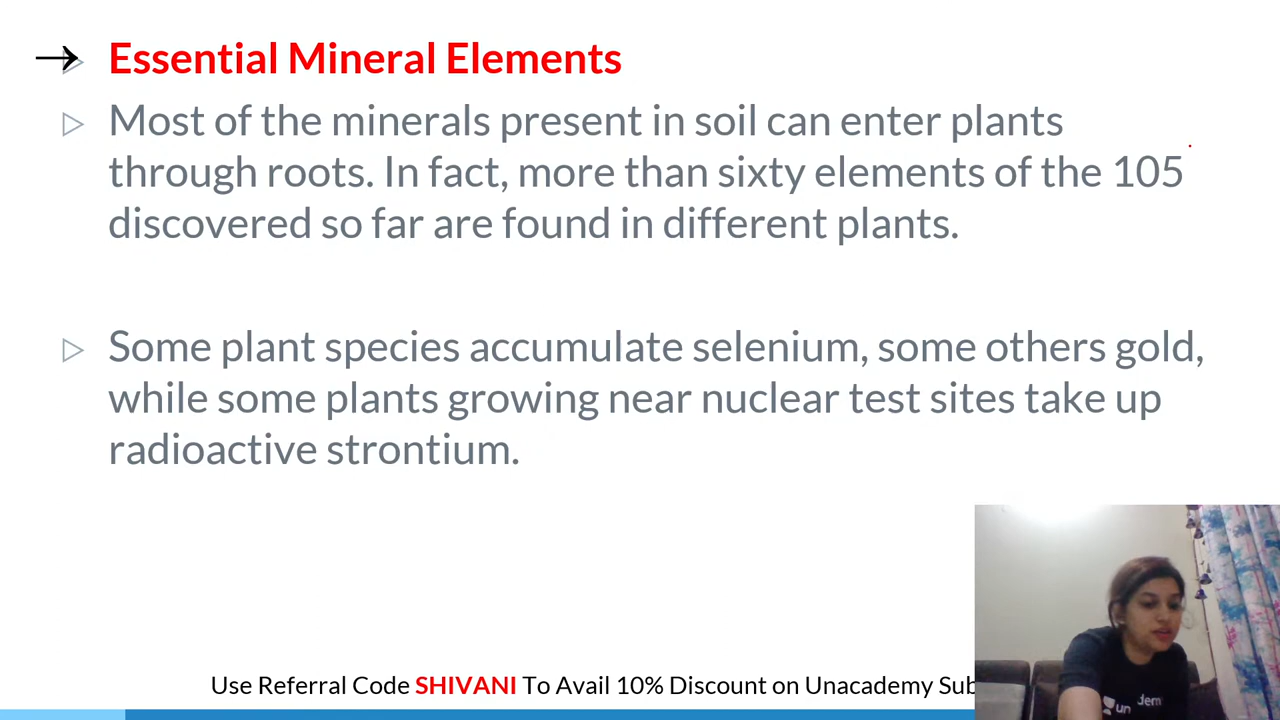 Essential Mineral Elements
Most of the minerals present in soil can enter plants
through roots. In fact, more than sixty elements of the 105
discovered so far are found in different plants.
Some plant species accumulate selenium, some others gold,
while some plants growing near nuclear test sites take up
radioactive strontium.
Use Referral Code SHIVANI To Avail 10% Discount on Unacademy Sub